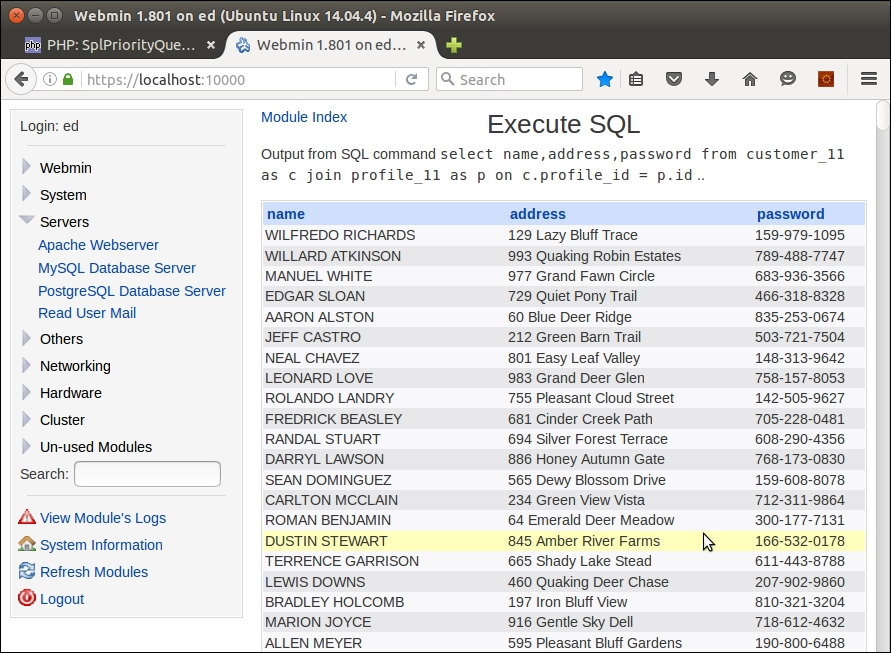 Webmin 1.801 on ed (Ubuntu Linux 14.04.4) - Mozilla Firefox
php PHP: SplPriorityQue... × Webmin 1.801 on ed... ×
https://localhost:10000 Search
Login: ed
Webmin
System
Servers
Apache Webserver
MySQL Database Server
PostgreSQL Database Server
Read User Mail
Others
Networking
Hardware
Cluster
Un-used Modules
Search:
View Module's Logs
System Information
Refresh Modules
Logout
Module Index
Execute SQL
Output from SQL command select name,address,password from customer_11
as c join profile_11 as p on c.profile_id = p.id ..
name address password
WILFREDO RICHARDS 129 Lazy Bluff Trace 159-979-1095
WILLARD ATKINSON 993 Quaking Robin Estates 789-488-7747
MANUEL WHITE 977 Grand Fawn Circle 683-936-3566
EDGAR SLOAN 729 Quiet Pony Trail 466-318-8328
AARON ALSTON 60 Blue Deer Ridge 835-253-0674
JEFF CASTRO 212 Green Barn Trail 503-721-7504
NEAL CHAVEZ 801 Easy Leaf Valley 148-313-9642
LEONARD LOVE 983 Grand Deer Glen 758-157-8053
ROLANDO LANDRY 755 Pleasant Cloud Street 142-505-9627
FREDRICK BEASLEY 681 Cinder Creek Path 705-228-0481
RANDAL STUART 694 Silver Forest Terrace 608-290-4356
DARRYL LAWSON 886 Honey Autumn Gate 768-173-0830
SEAN DOMINGUEZ 565 Dewy Blossom Drive 159-608-8078
CARLTON MCCLAIN 234 Green View Vista 712-311-9864
ROMAN BENJAMIN 64 Emerald Deer Meadow 300-177-7131
DUSTIN STEWART 845 Amber River Farms 166-532-0178
TERRENCE GARRISON 665 Shady Lake Stead 611-443-8788
LEWIS DOWNS 460 Quaking Deer Chase 207-902-9860
BRADLEY HOLCOMB 197 Iron Bluff View 810-321-3204
MARION JOYCE 916 Gentle Sky Dell 718-612-4632
ALLEN MEYER 595 Pleasant Bluff Gardens 190-800-6488